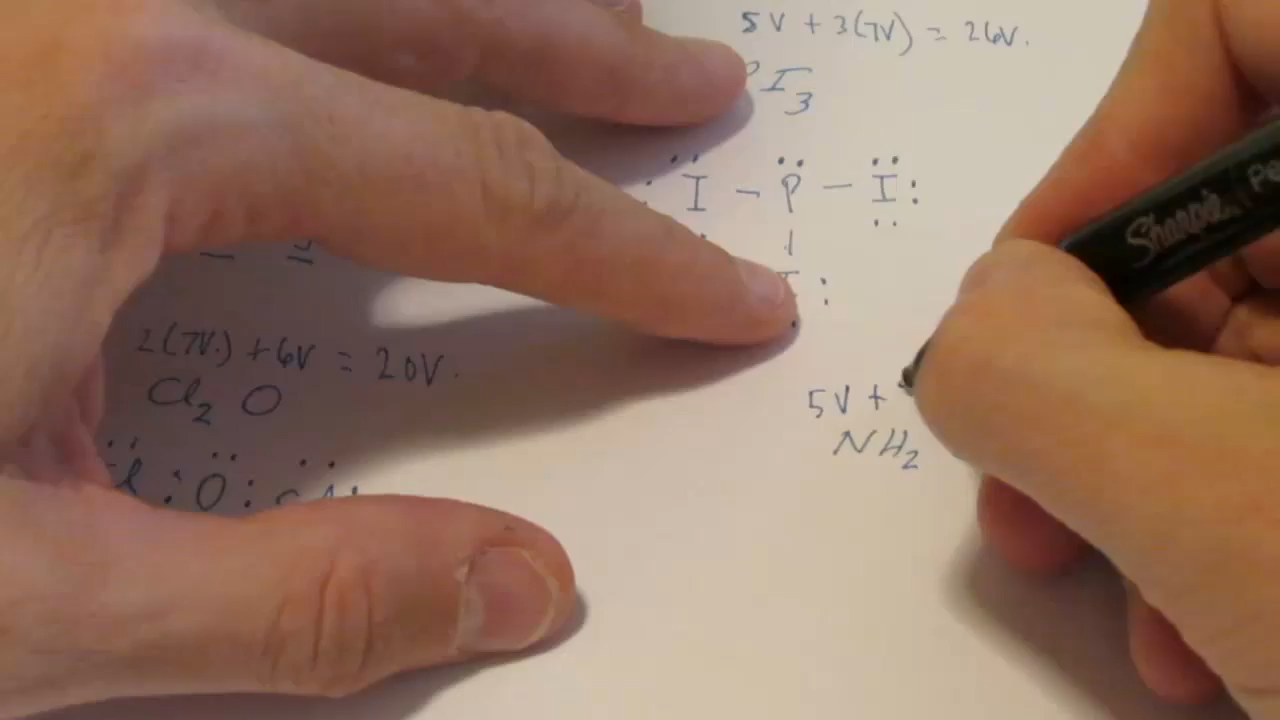 5V + 3(7V) = 26V.
I3
I - P - I:
I :
2(7V.) + 6V = 20V.
Cl2 O
: O :
5V +
NH2
Sharpie